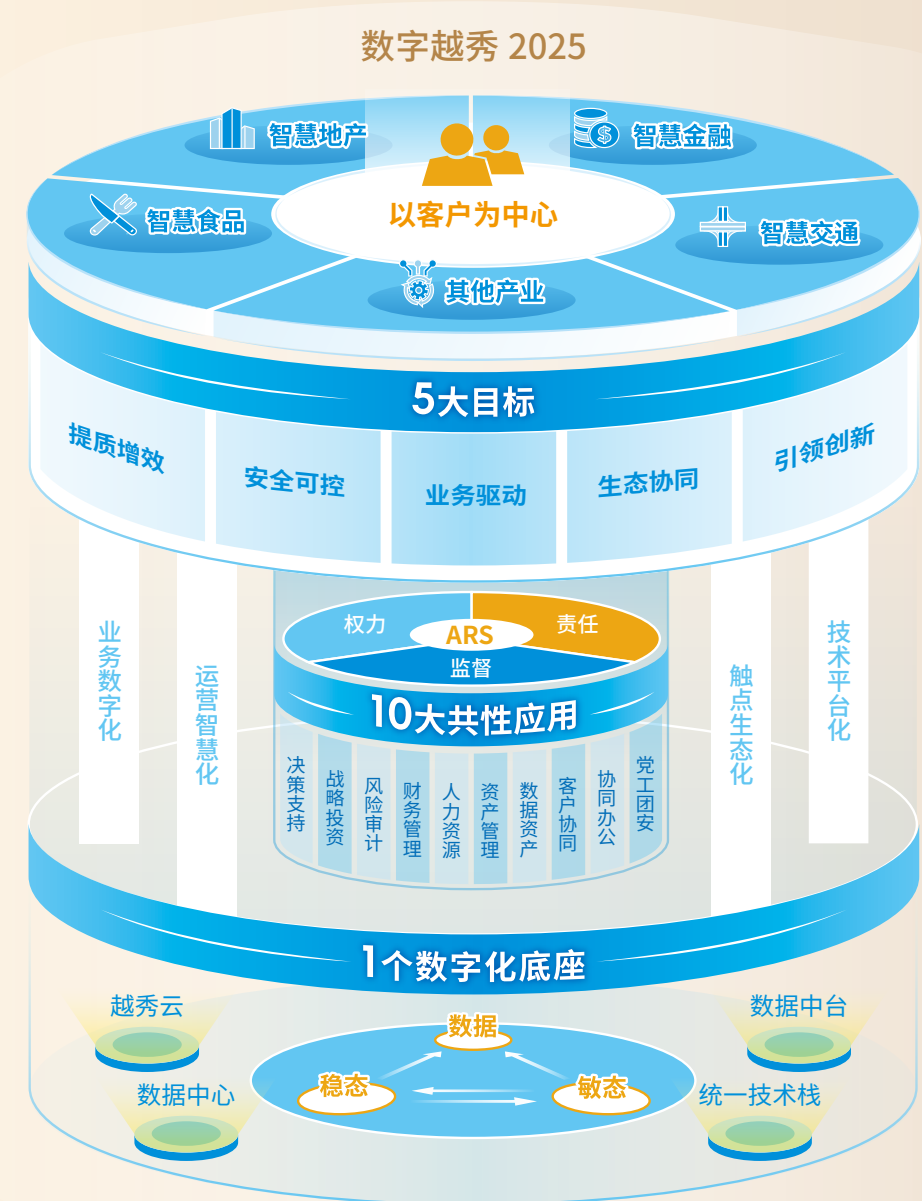 数字越秀 2025
智慧地产
智慧金融
以客户为中心
智慧食品
智慧交通
其他产业
5大目标
提质增效
安全可控
业务驱动
生态协同
引领创新
业务数字化
运营智慧化
触点生态化
技术平台化
权力
责任
ARS
监督
10大共性应用
决策支持
战略投资
风险审计
财务管理
人力资源
资产管理
数据资产
客户协同
协同办公
党工团安
1个数字化底座
越秀云
数据中台
数据
稳态
敏态
数据中心
统一技术栈